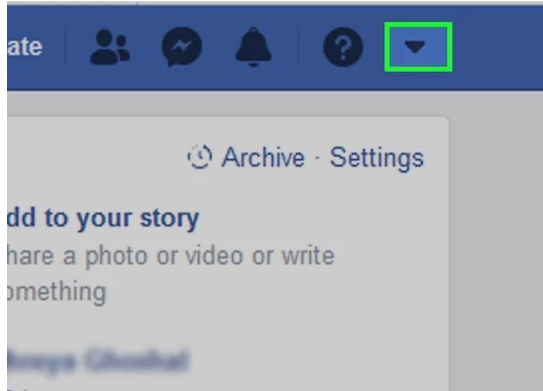 ate
Archive · Settings
dd to your story
hare a photo or video or write
omething